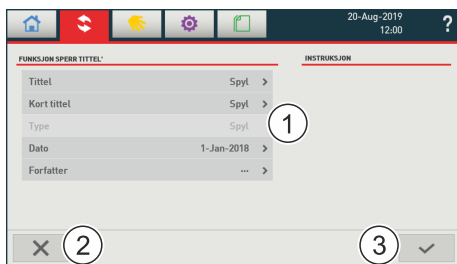 20-Aug-2019
12:00
?
FUNKSJON SPERR TITTEL'
INSTRUKSJON
Tittel Spyl >
Kort tittel Spyl >
Type Spyl
Dato 1-Jan-2018 >
Forfatter ... >
1
2
3